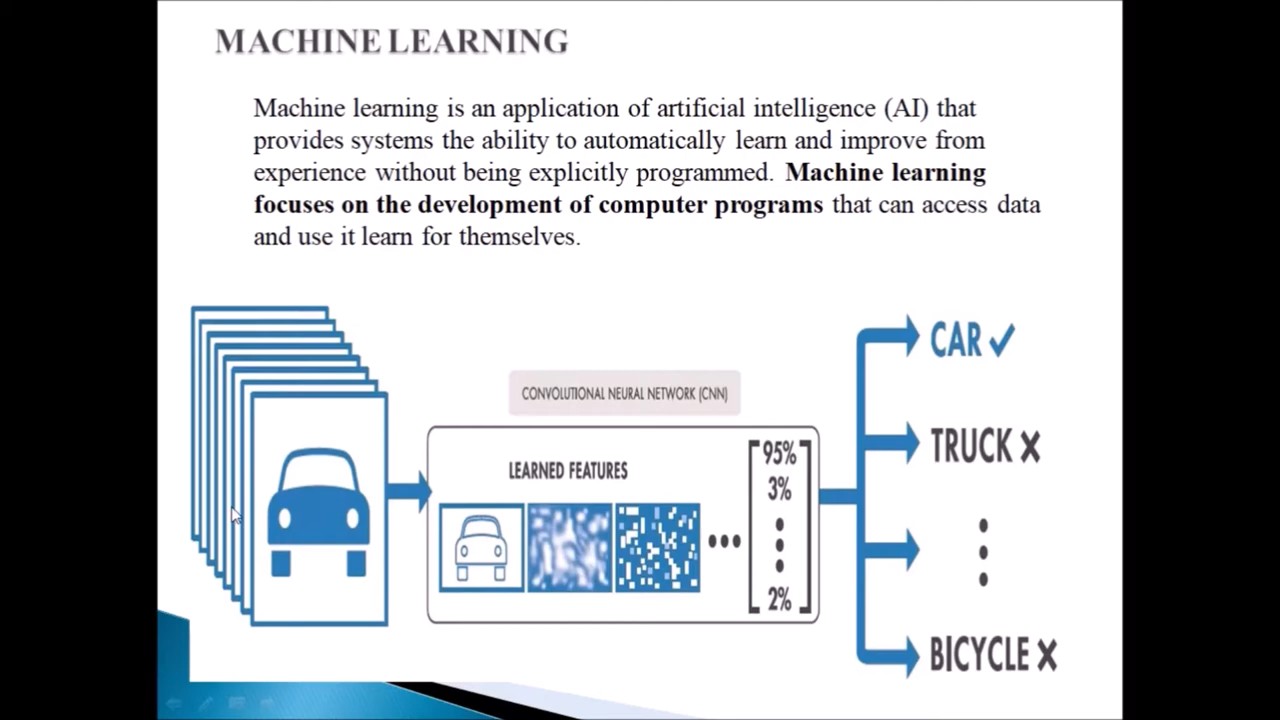 MACHINE LEARNING
Machine learning is an application of artificial intelligence (AI) that
provides systems the ability to automatically learn and improve from
experience without being explicitly programmed. Machine learning
focuses on the development of computer programs that can access data
and use it learn for themselves.
CONVOLUTIONAL NEURAL NETWORK (CNN)
LEARNED FEATURES
95%
3%
2%
CAR
TRUCK
BICYCLE